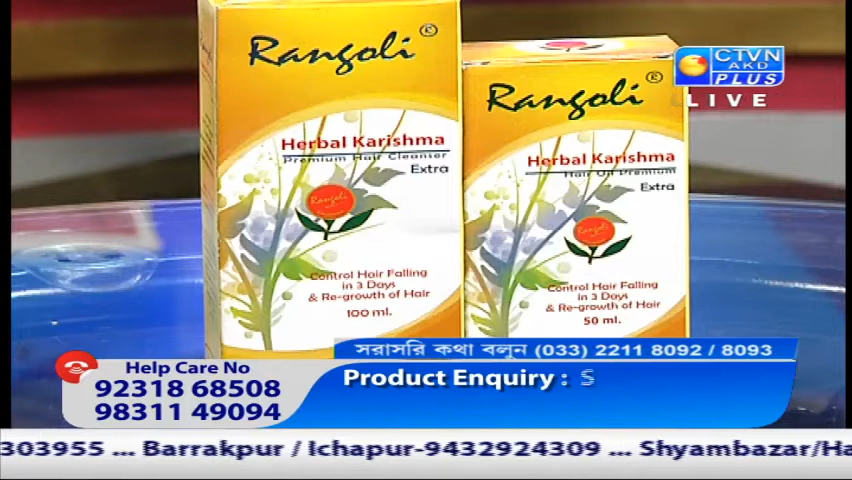 Rangoli®
Herbal Karishma
Premium Hair Cleanser
Extra
Rangoli
Control Hair Falling
in 3 Days
& Re-growth of Hair
100 ml.
Rangoli®
Herbal Karishma
Hair Oil Premium
Extra
Rangoli
Control Hair Falling
in 3 Days
& Re-growth of Hair
50 ml.
CTVN
AKD
PLUS
LIVE
সরাসরি কথা বলুন (033) 2211 8092 / 8093
Help Care No
92318 68508
98311 49094
Product Enquiry : S
303955 ... Barrakpur / Ichapur-9432924309 ... Shyambazar/Ha